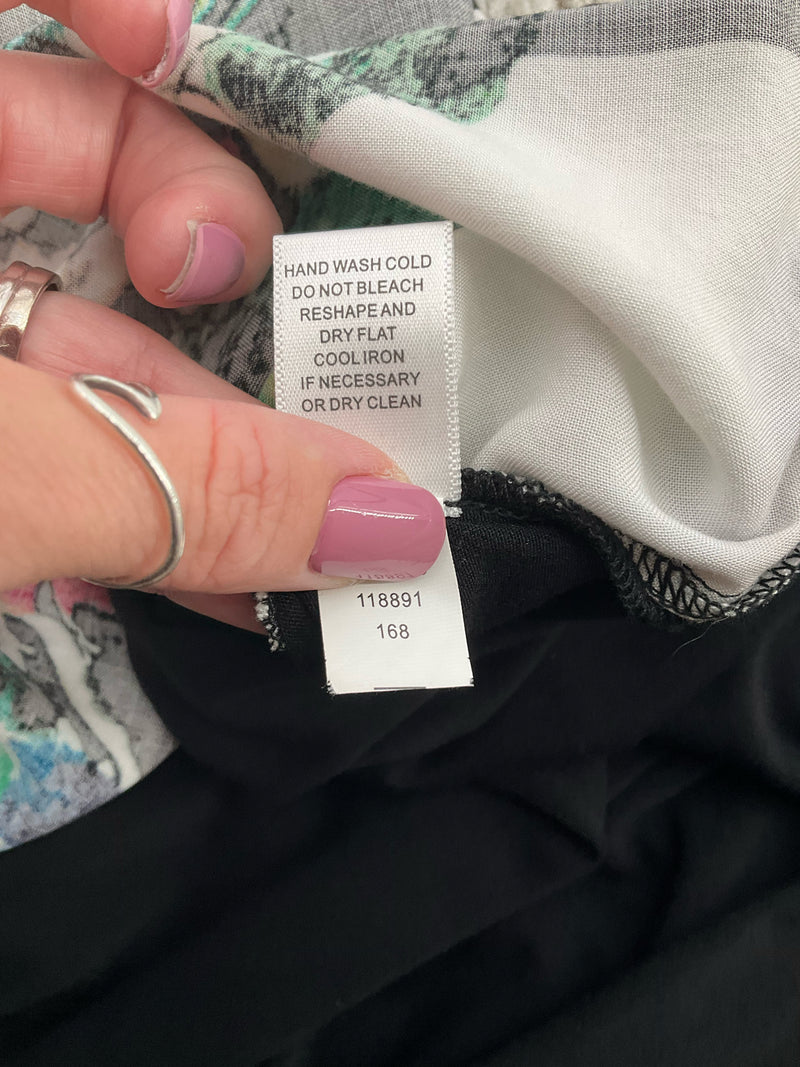 HAND WASH COLD
DO NOT BLEACH
RESHAPE AND
DRY FLAT
COOL IRON
IF NECESSARY
OR DRY CLEAN
118891
168